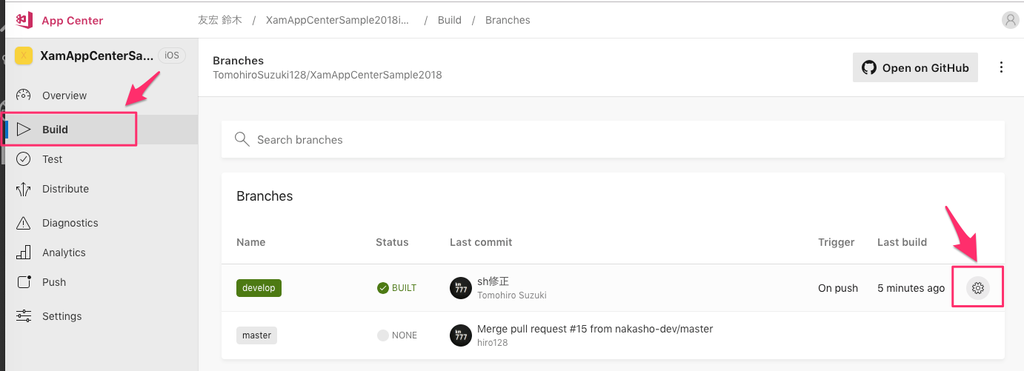 App Center
友宏 鈴木 / XamAppCenterSample2018i... / Build / Branches
XamAppCenterSa... iOS
Overview
Build
Test
Distribute
Diagnostics
Analytics
Push
Settings
Branches
TomohiroSuzuki128/XamAppCenterSample2018
Open on GitHub
Search branches
Branches
Name Status Last commit Trigger Last build
develop BUILT sh修正 On push 5 minutes ago
Tomohiro Suzuki
master NONE Merge pull request #15 from nakasho-dev/master
hiro128